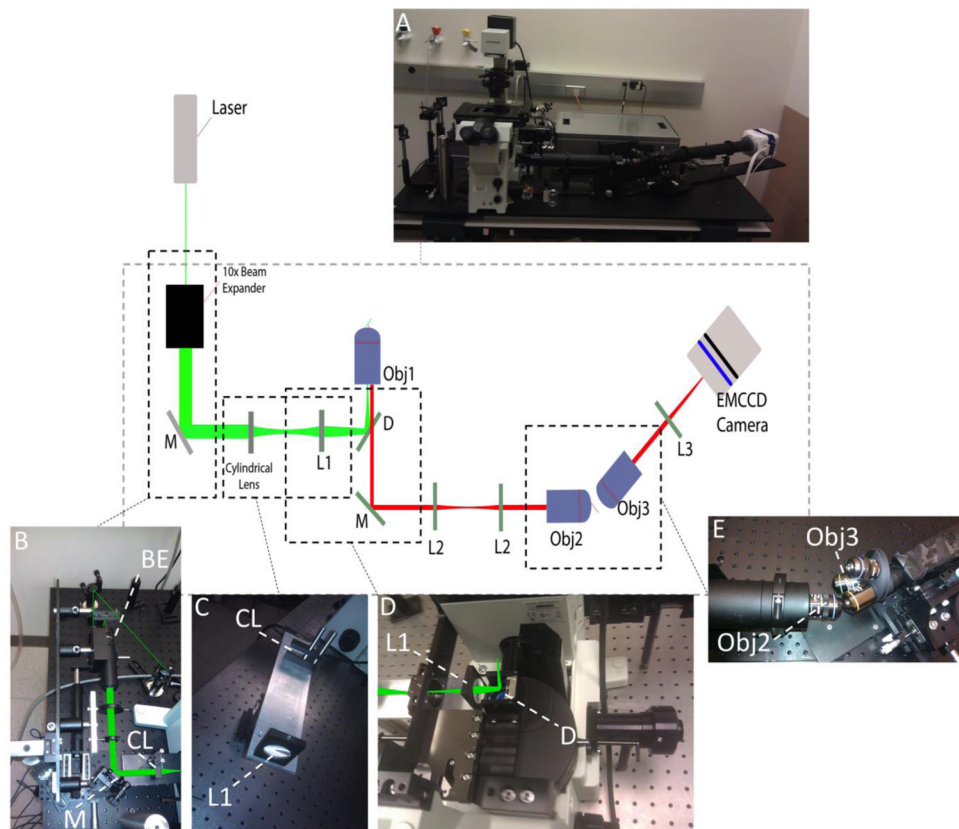 A
Laser
10x Beam
Expander
Obj1
D
EMCCD
Camera
M
L1
Cylindrical
Lens
L3
M
L2
L2
Obj2
Obj3
B
BE
CL
M
C
CL
L1
D
L1
D
E
Obj3
Obj2